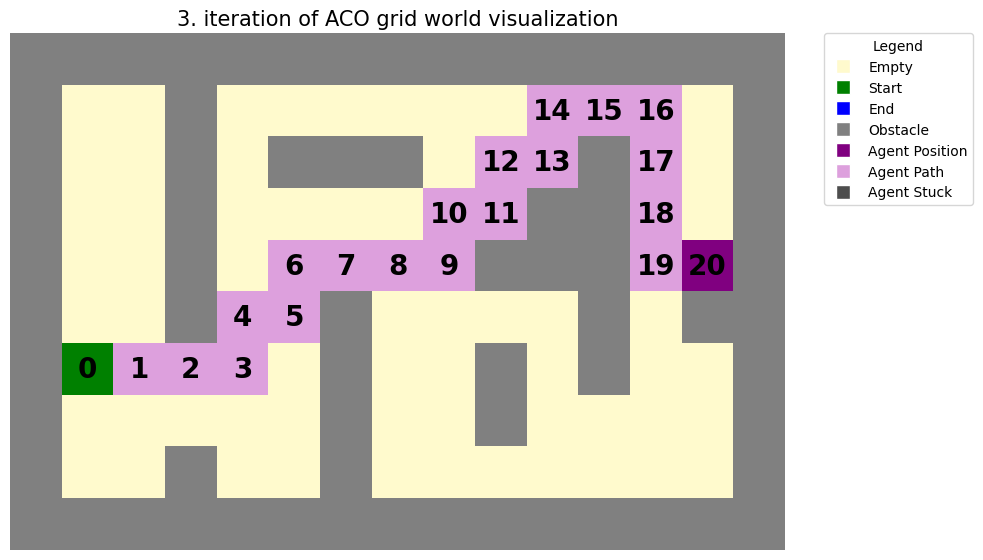 3. iteration of ACO grid world visualization
Legend
Empty
Start
End
Obstacle
Agent Position
Agent Path
Agent Stuck
14 15 16
12 13 17
10 11 18
6 7 8 9 19 20
4 5
0 1 2 3